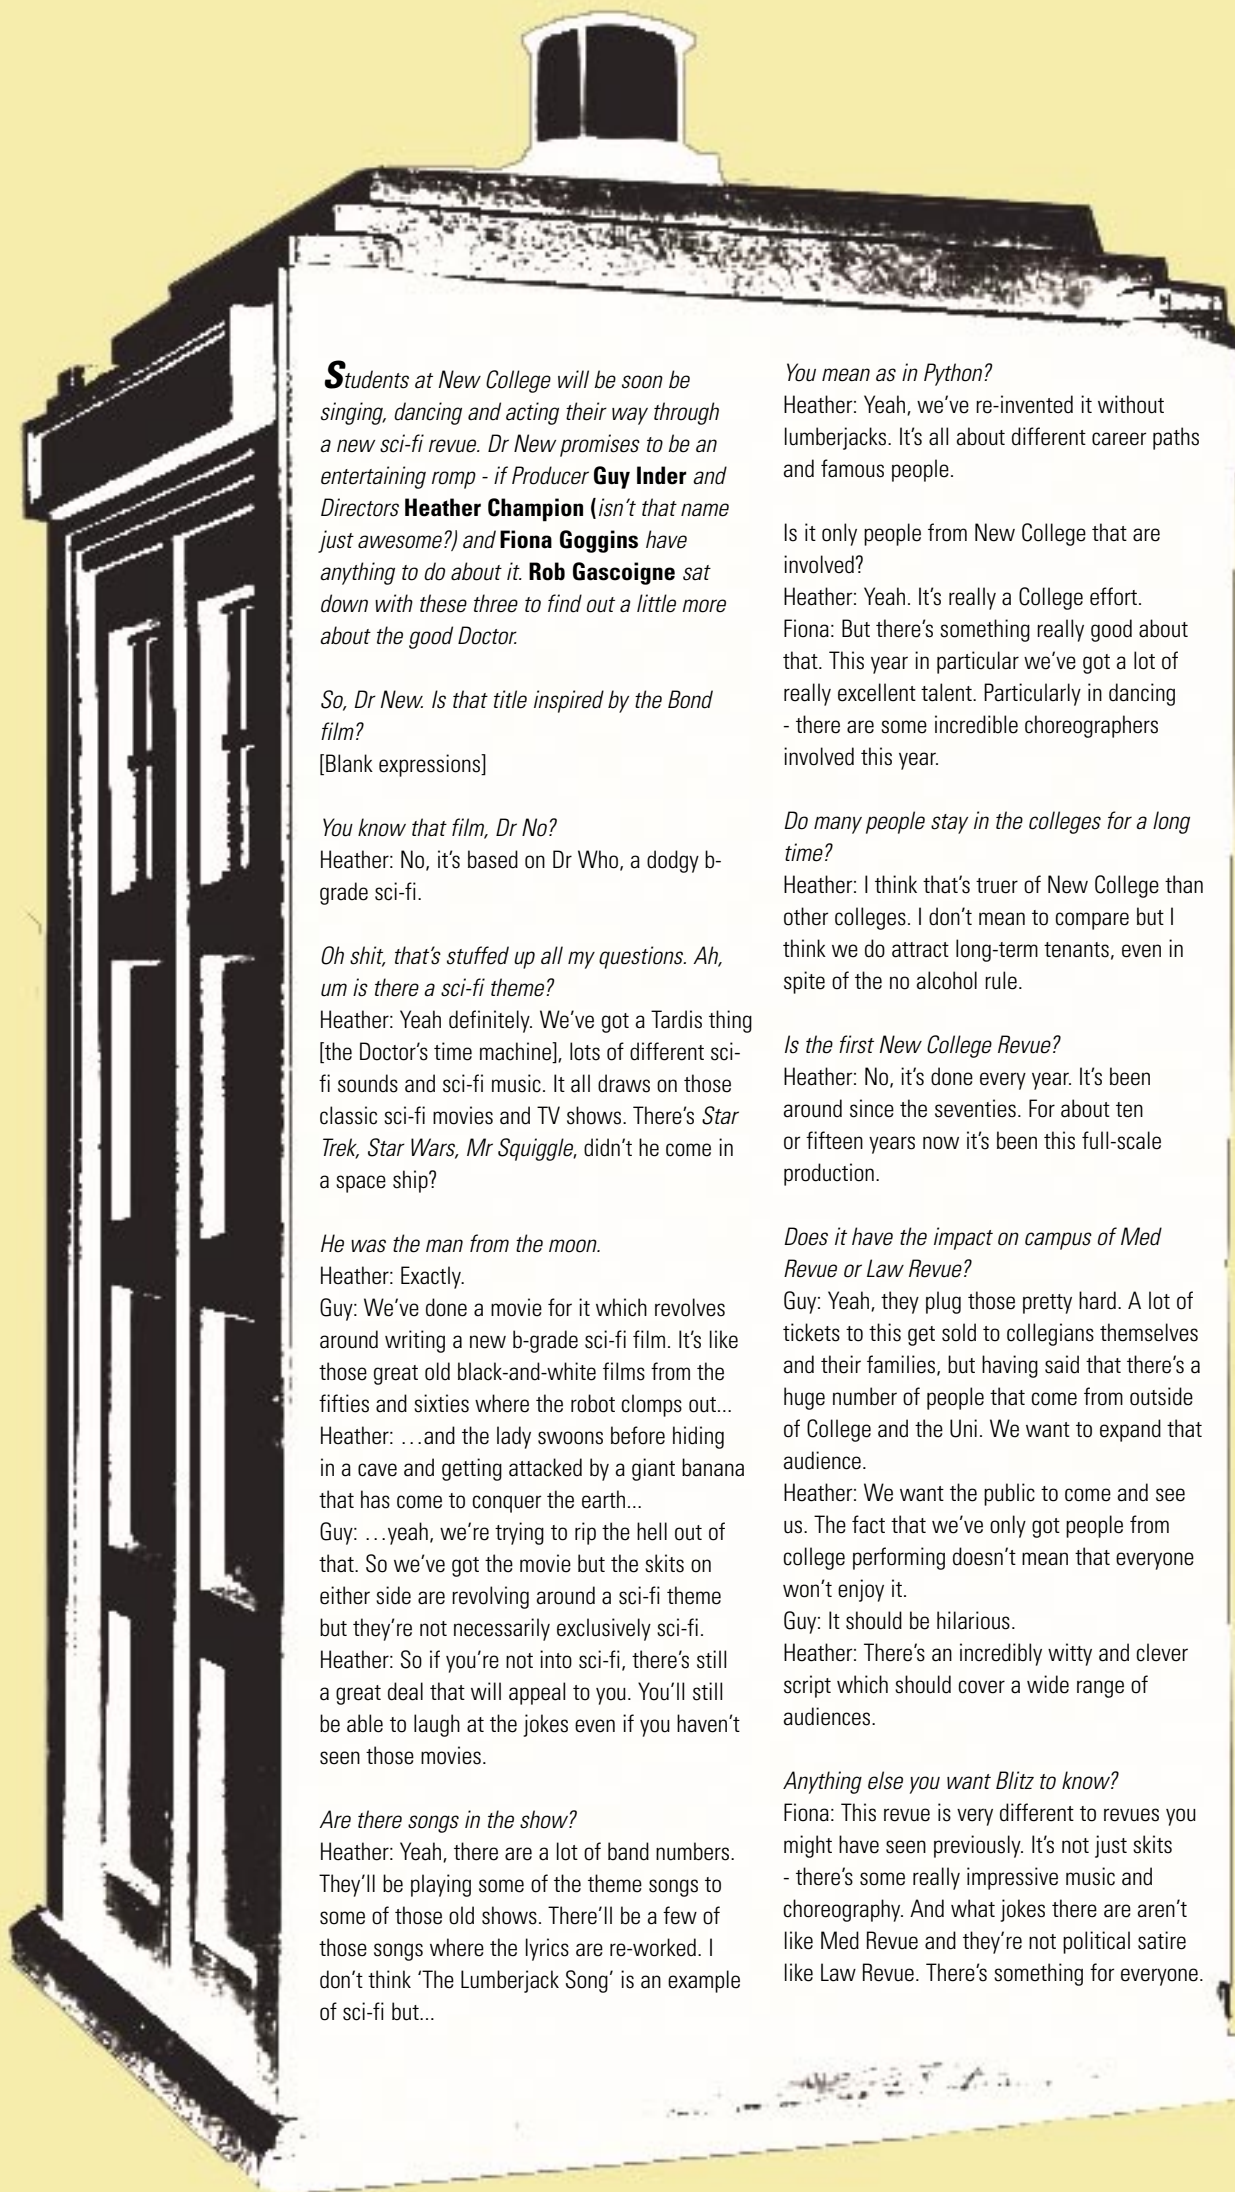 Students at New College will be soon be
singing, dancing and acting their way through
a new sci-fi revue. Dr New promises to be an
entertaining romp - if Producer Guy Inder and
Directors Heather Champion (isn't that name
just awesome?) and Fiona Goggins have
anything to do about it. Rob Gascoigne sat
down with these three to find out a little more
about the good Doctor.

So, Dr New. Is that title inspired by the Bond
film?
[Blank expressions]

You know that film, Dr No?
Heather: No, it's based on Dr Who, a dodgy b-
grade sci-fi.

Oh shit, that's stuffed up all my questions. Ah,
um is there a sci-fi theme?
Heather: Yeah definitely. We've got a Tardis thing
[the Doctor's time machine], lots of different sci-
fi sounds and sci-fi music. It all draws on those
classic sci-fi movies and TV shows. There's Star
Trek, Star Wars, Mr Squiggle, didn't he come in
a space ship?

He was the man from the moon.
Heather: Exactly.
Guy: We've done a movie for it which revolves
around writing a new b-grade sci-fi film. It's like
those great old black-and-white films from the
fifties and sixties where the robot clomps out...
Heather: …and the lady swoons before hiding
in a cave and getting attacked by a giant banana
that has come to conquer the earth...
Guy: …yeah, we're trying to rip the hell out of
that. So we've got the movie but the skits on
either side are revolving around a sci-fi theme
but they're not necessarily exclusively sci-fi.
Heather: So if you're not into sci-fi, there's still
a great deal that will appeal to you. You'll still
be able to laugh at the jokes even if you haven't
seen those movies.

Are there songs in the show?
Heather: Yeah, there are a lot of band numbers.
They'll be playing some of the theme songs to
some of those old shows. There'll be a few of
those songs where the lyrics are re-worked. I
don't think 'The Lumberjack Song' is an example
of sci-fi but...

You mean as in Python?
Heather: Yeah, we've re-invented it without
lumberjacks. It's all about different career paths
and famous people.

Is it only people from New College that are
involved?
Heather: Yeah. It's really a College effort.
Fiona: But there's something really good about
that. This year in particular we've got a lot of
really excellent talent. Particularly in dancing
- there are some incredible choreographers
involved this year.

Do many people stay in the colleges for a long
time?
Heather: I think that's truer of New College than
other colleges. I don't mean to compare but I
think we do attract long-term tenants, even in
spite of the no alcohol rule.

Is the first New College Revue?
Heather: No, it's done every year. It's been
around since the seventies. For about ten
or fifteen years now it's been this full-scale
production.

Does it have the impact on campus of Med
Revue or Law Revue?
Guy: Yeah, they plug those pretty hard. A lot of
tickets to this get sold to collegians themselves
and their families, but having said that there's a
huge number of people that come from outside
of College and the Uni. We want to expand that
audience.
Heather: We want the public to come and see
us. The fact that we've only got people from
college performing doesn't mean that everyone
won't enjoy it.
Guy: It should be hilarious.
Heather: There's an incredibly witty and clever
script which should cover a wide range of
audiences.

Anything else you want Blitz to know?
Fiona: This revue is very different to revues you
might have seen previously. It's not just skits
- there's some really impressive music and
choreography. And what jokes there are aren't
like Med Revue and they're not political satire
like Law Revue. There's something for everyone.